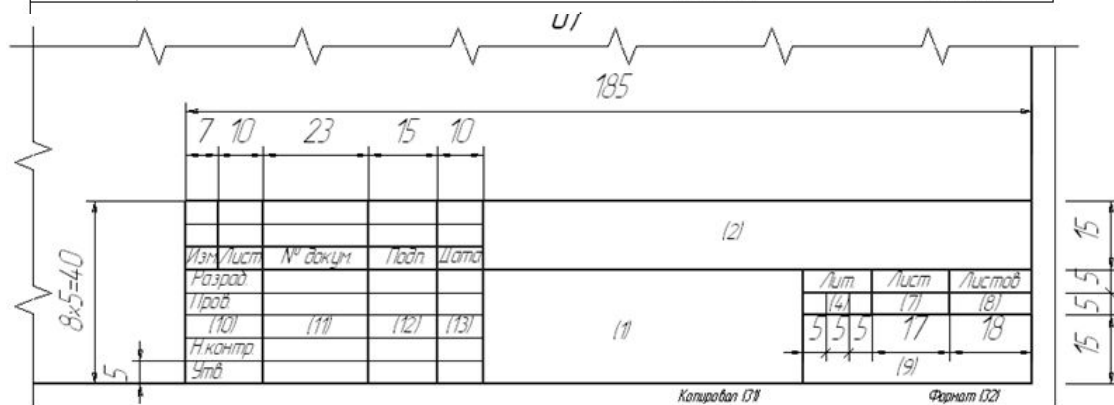 185
7 10 23 15 10
(2)
15
Изм Лист № докум Подп. Дата
8x5=40
Разраб.
Лит. Лист Листов
5
Пров.
(4) (7) (8)
5
(10) (11) (12) (13)
(1)
5 5 5 17 18
15
Н.контр.
5
Утв.
(9)
Копировал (31)
Формат (32)